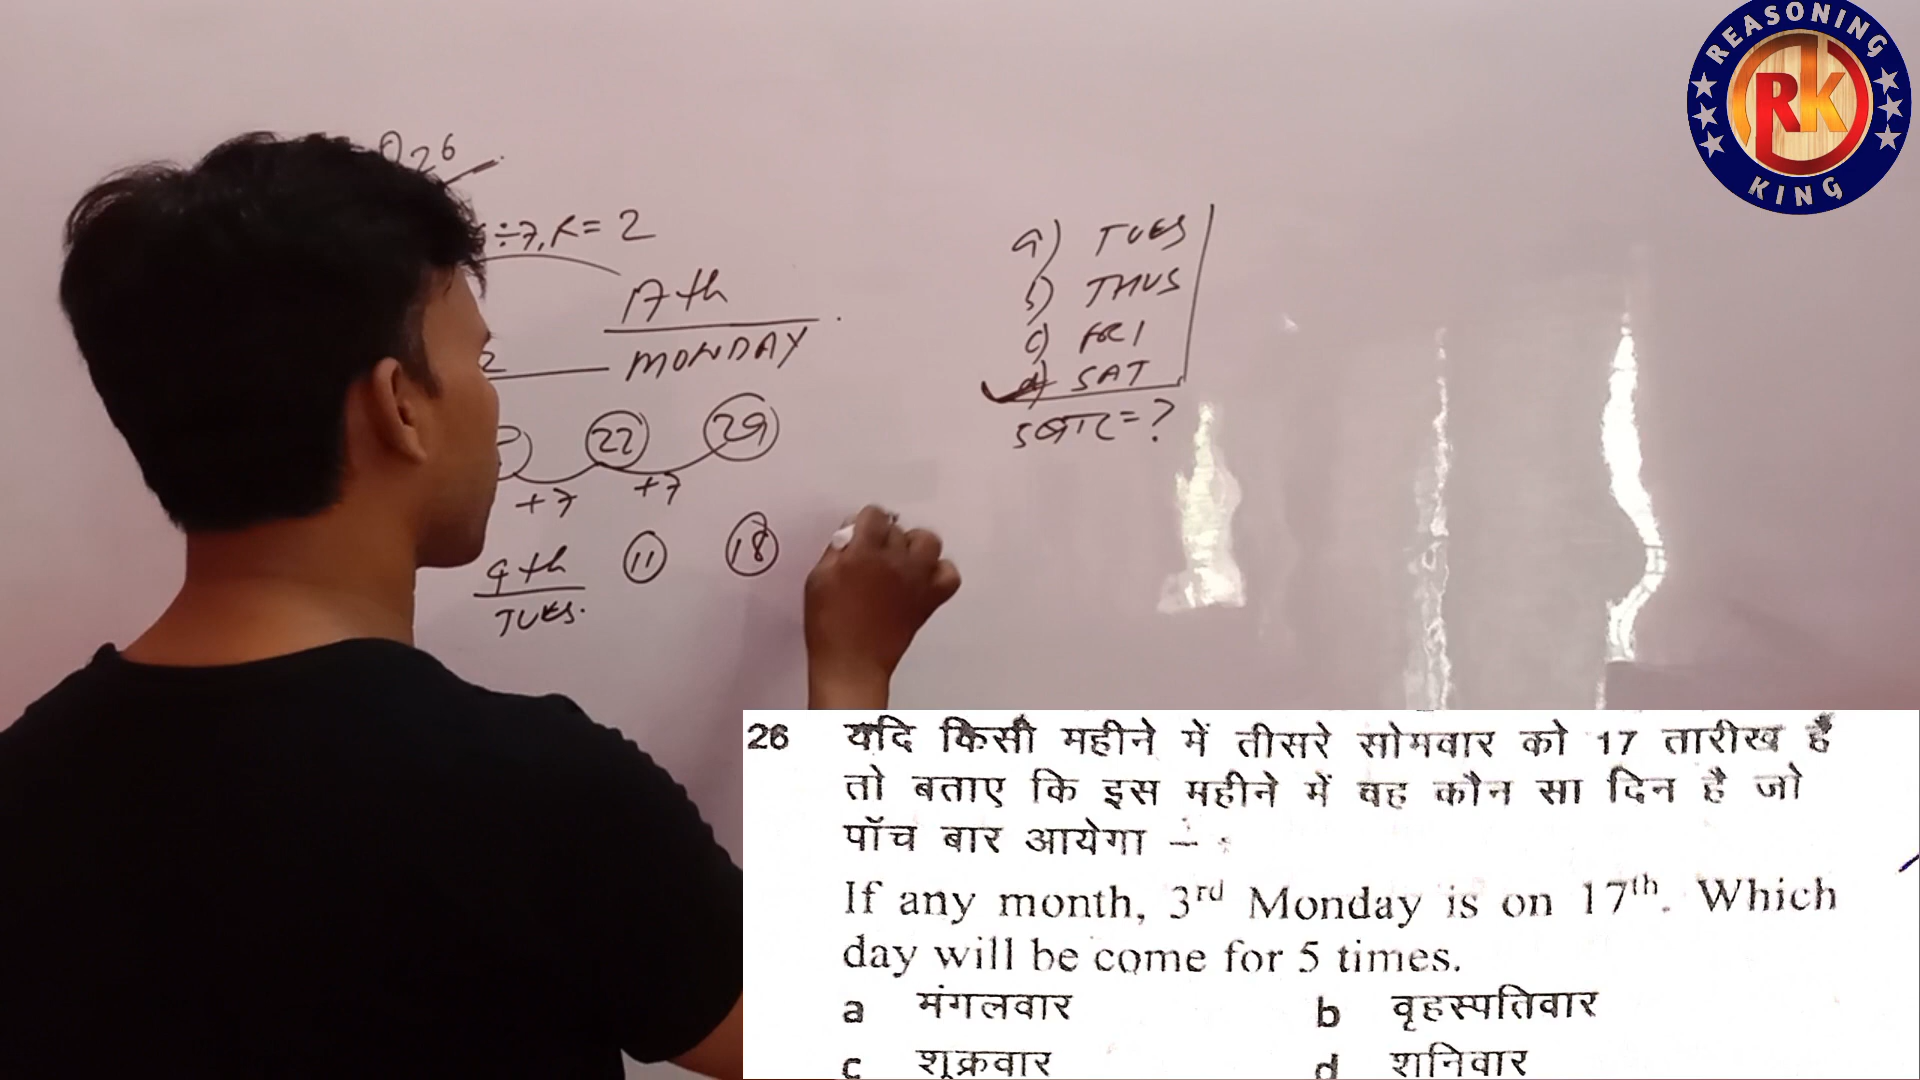 REASONING
RK
KING
Q26
÷7, R = 2
17th
MONDAY
22 29
+7 +7
4th 11 18
TUES.
a) TUES
b) THUS
c) FRI
d) SAT
5 बार = ?
26 यदि किसी महीने में तीसरे सोमवार को 17 तारीख है
तो बताए कि इस महीने में वह कौन सा दिन है जो
पाँच बार आयेगा –
If any month, 3rd Monday is on 17th. Which
day will be come for 5 times.
a मंगलवार b वृहस्पतिवार
c शुक्रवार d शनिवार